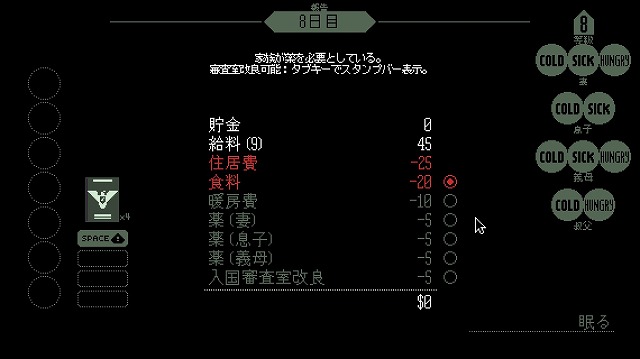 報告
8日目
家族が薬を必要としている。
審査室改良可能：タブキーでスタンプバー表示。
8
等級
COLD SICK HUNGRY
妻
COLD SICK
息子
COLD SICK HUNGRY
義母
COLD HUNGRY
叔父
貯金 0
給料(9) 45
住居費 -25
食料 -20
暖房費 -10
薬(妻) -5
薬(息子) -5
薬(義母) -5
入国審査室改良 -5
$0
x4
SPACE
眠る